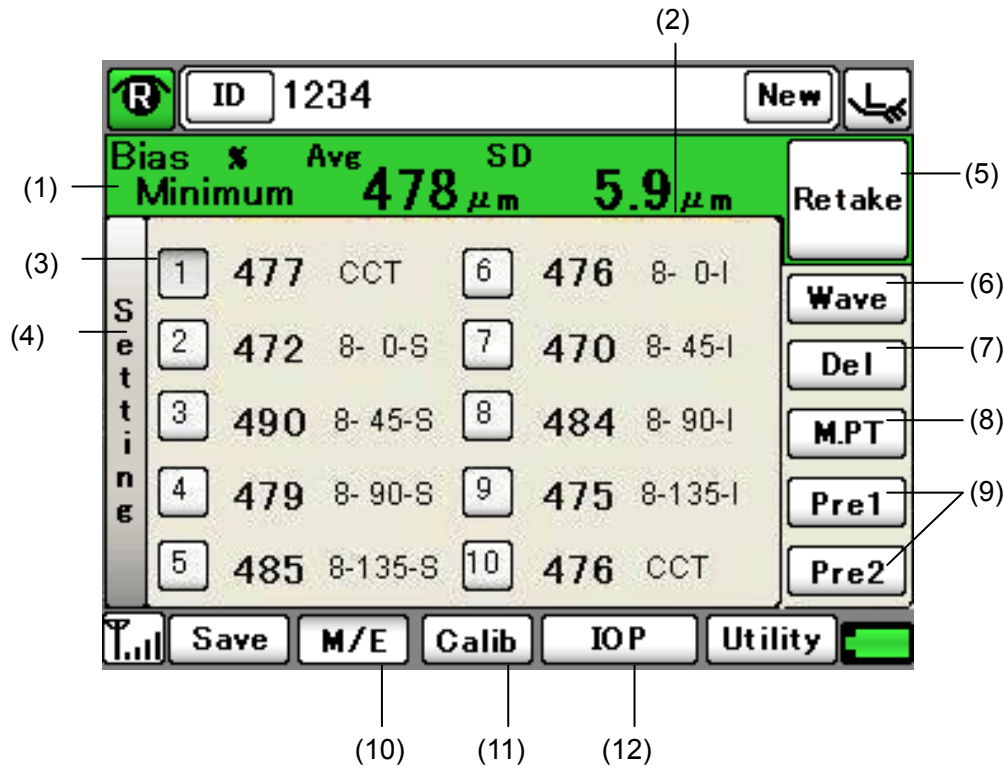 (2)
R ID 1234 New L
Bias % Avg SD
(1) Minimum 478 μm 5.9 μm Retake (5)
(3) 1 477 CCT 6 476 8- 0-I Wave (6)
(4) Setting 2 472 8- 0-S 7 470 8- 45-I Del (7)
3 490 8- 45-S 8 484 8- 90-I M.PT (8)
4 479 8- 90-S 9 475 8-135-I Pre1 (9)
5 485 8-135-S 10 476 CCT Pre2
Save M/E Calib IOP Utility
(10) (11) (12)